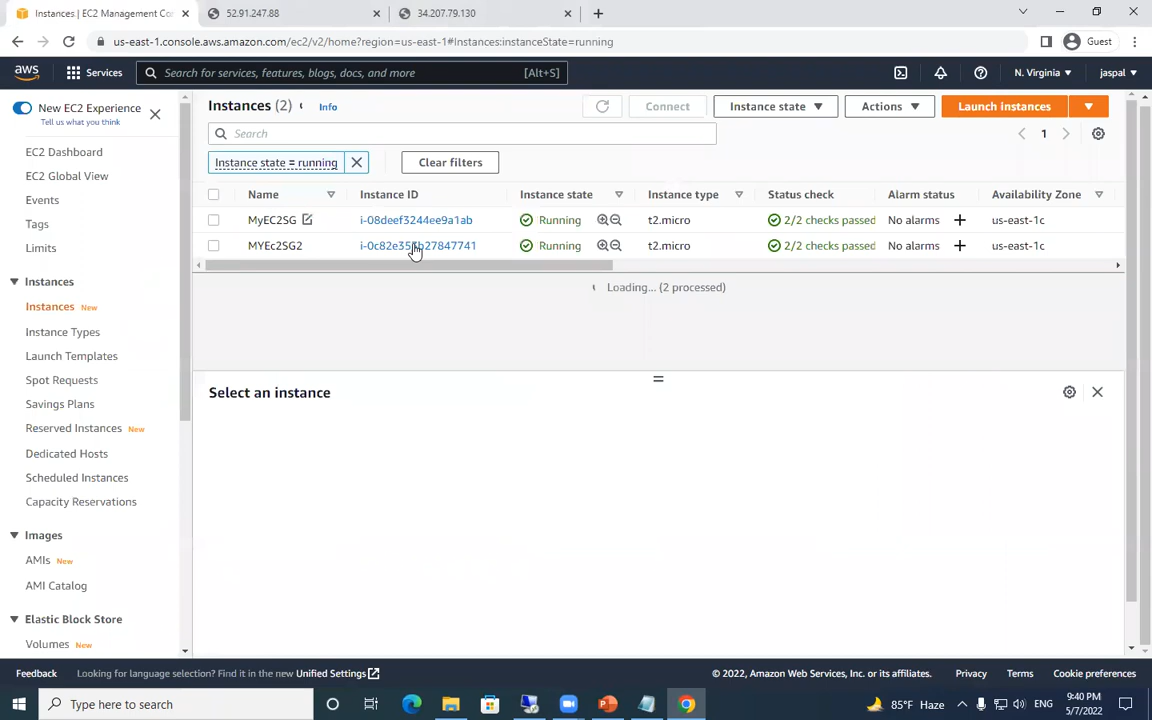 Instances | EC2 Management Co
52.91.247.88
34.207.79.130
us-east-1.console.aws.amazon.com/ec2/v2/home?region=us-east-1#Instances:instanceState=running
Guest
aws
Services
Search for services, features, blogs, docs, and more
[Alt+S]
N. Virginia
jaspal
New EC2 Experience
Tell us what you think
EC2 Dashboard
EC2 Global View
Events
Tags
Limits
Instances
Instances New
Instance Types
Launch Templates
Spot Requests
Savings Plans
Reserved Instances New
Dedicated Hosts
Scheduled Instances
Capacity Reservations
Images
AMIs New
AMI Catalog
Elastic Block Store
Volumes New
Instances (2) Info
Connect
Instance state
Actions
Launch instances
Search
1
Instance state = running
Clear filters
Name Instance ID Instance state Instance type Status check Alarm status Availability Zone
MyEC2SG i-08deef3244ee9a1ab Running t2.micro 2/2 checks passed No alarms us-east-1c
MYEc2SG2 Running t2.micro 2/2 checks passed No alarms us-east-1c
Loading... (2 processed)
Select an instance
Feedback
Looking for language selection? Find it in the new Unified Settings
© 2022, Amazon Web Services, Inc. or its affiliates.
Privacy
Terms
Cookie preferences
Type here to search
85°F Haze
ENG
9:40 PM
5/7/2022